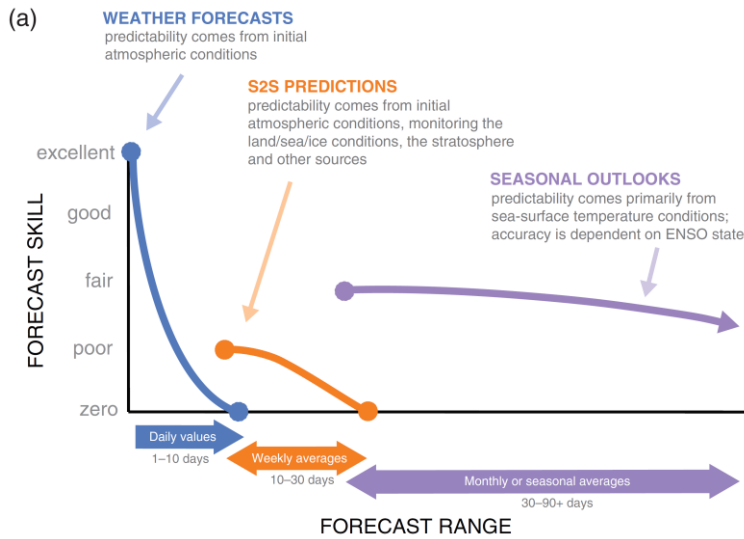 (a)
WEATHER FORECASTS
predictability comes from initial
atmospheric conditions
S2S PREDICTIONS
predictability comes from initial
atmospheric conditions, monitoring the
land/sea/ice conditions, the stratosphere
and other sources
SEASONAL OUTLOOKS
predictability comes primarily from
sea-surface temperature conditions;
accuracy is dependent on ENSO state
FORECAST SKILL
excellent
good
fair
poor
zero
Daily values
1–10 days
Weekly averages
10–30 days
Monthly or seasonal averages
30–90+ days
FORECAST RANGE